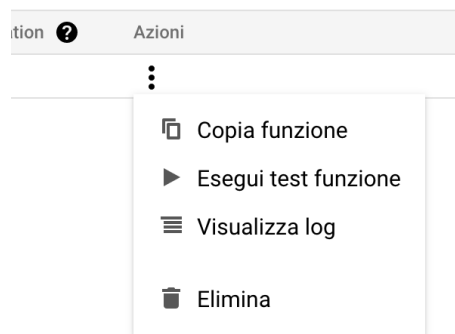 tion ? Azioni
Copia funzione
Esegui test funzione
Visualizza log
Elimina